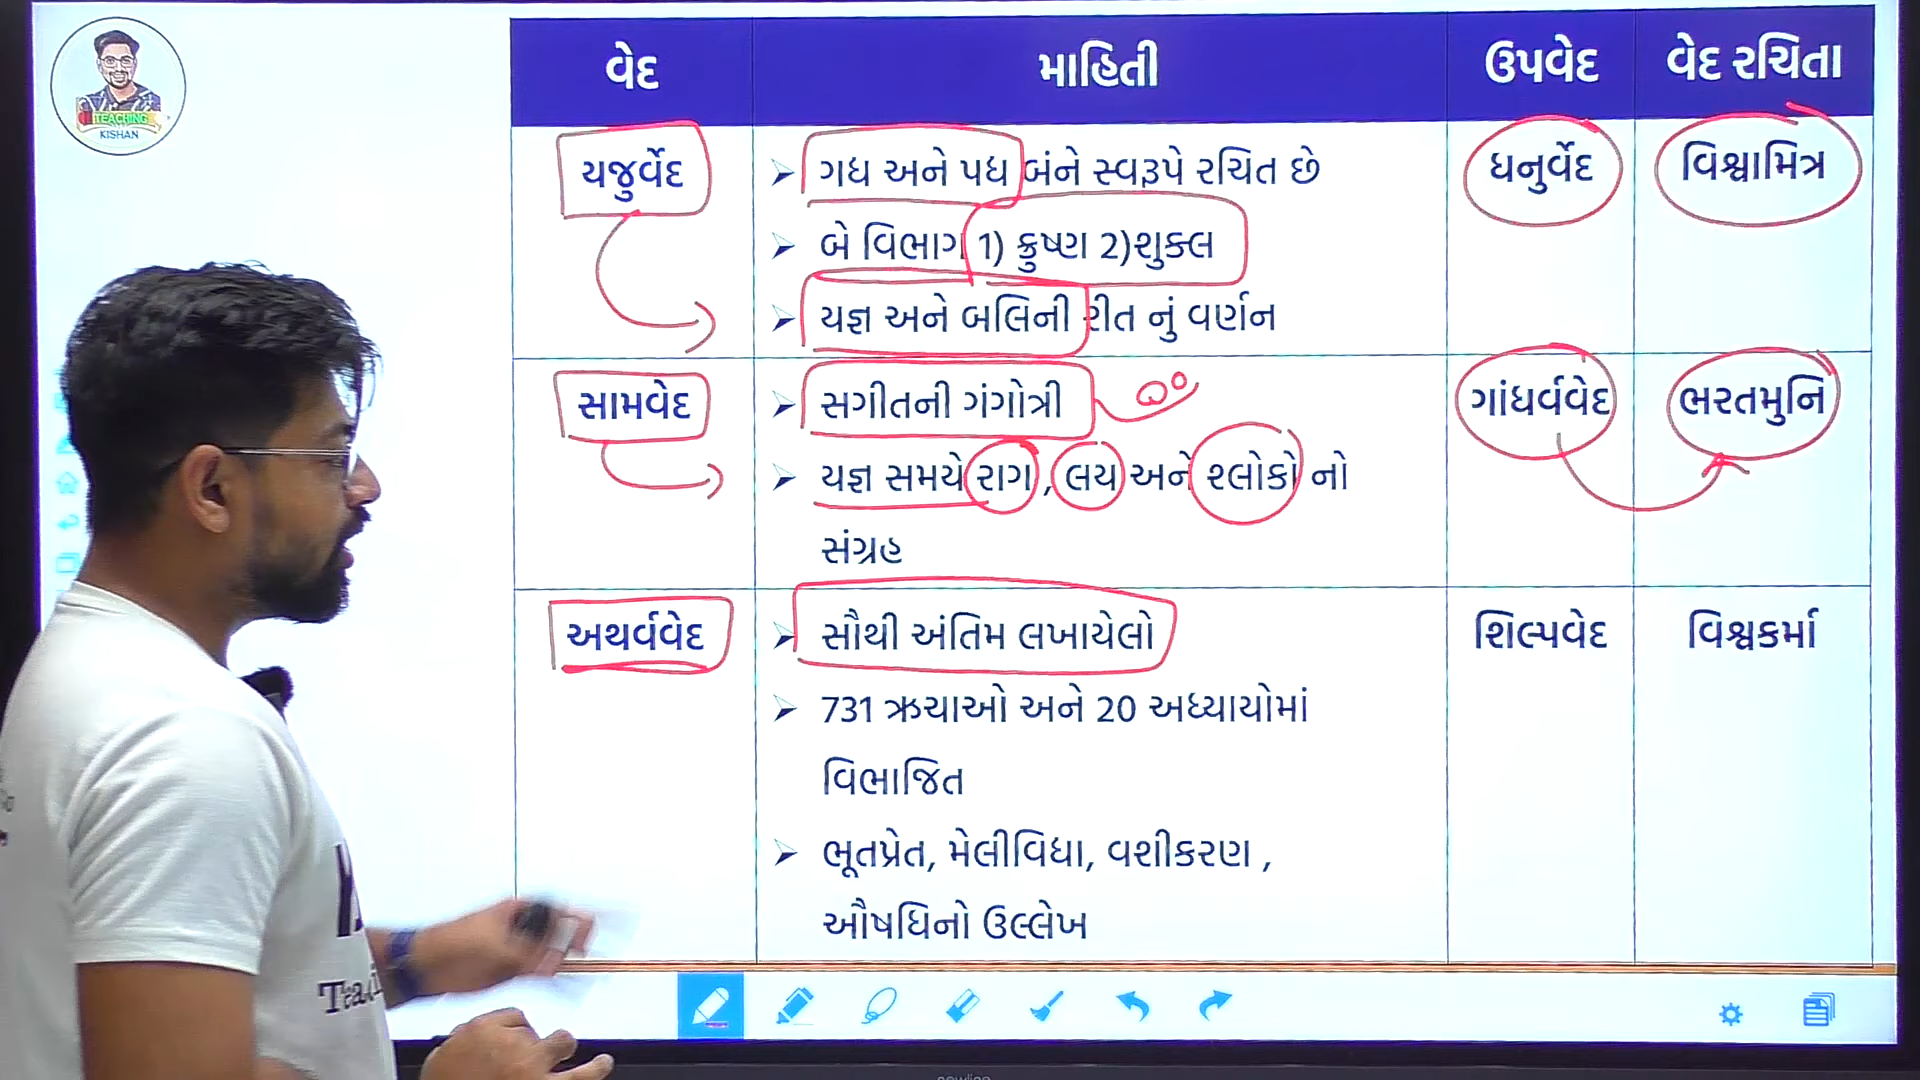 TEACHING
KISHAN
વેદ માહિતી ઉપવેદ વેદ રચિતા
યજુર્વેદ ગદ્ય અને પદ્ય બંને સ્વરૂપે રચિત છે ધનુર્વેદ વિશ્વામિત્ર
બે વિભાગ 1) ક્રુષ્ણ 2)શુક્લ
યજ્ઞ અને બલિની રીત નું વર્ણન
સામવેદ સગીતની ગંગોત્રી ગાંધર્વવેદ ભરતમુનિ
યજ્ઞ સમયે રાગ , લય અને શ્લોકો નો
સંગ્રહ
અથર્વવેદ સૌથી અંતિમ લખાયેલો શિલ્પવેદ વિશ્વકર્મા
731 ઋચાઓ અને 20 અધ્યાયોમાં
વિભાજિત
ભૂતપ્રેત, મેલીવિદ્યા, વશીકરણ ,
ઔષધિનો ઉલ્લેખ